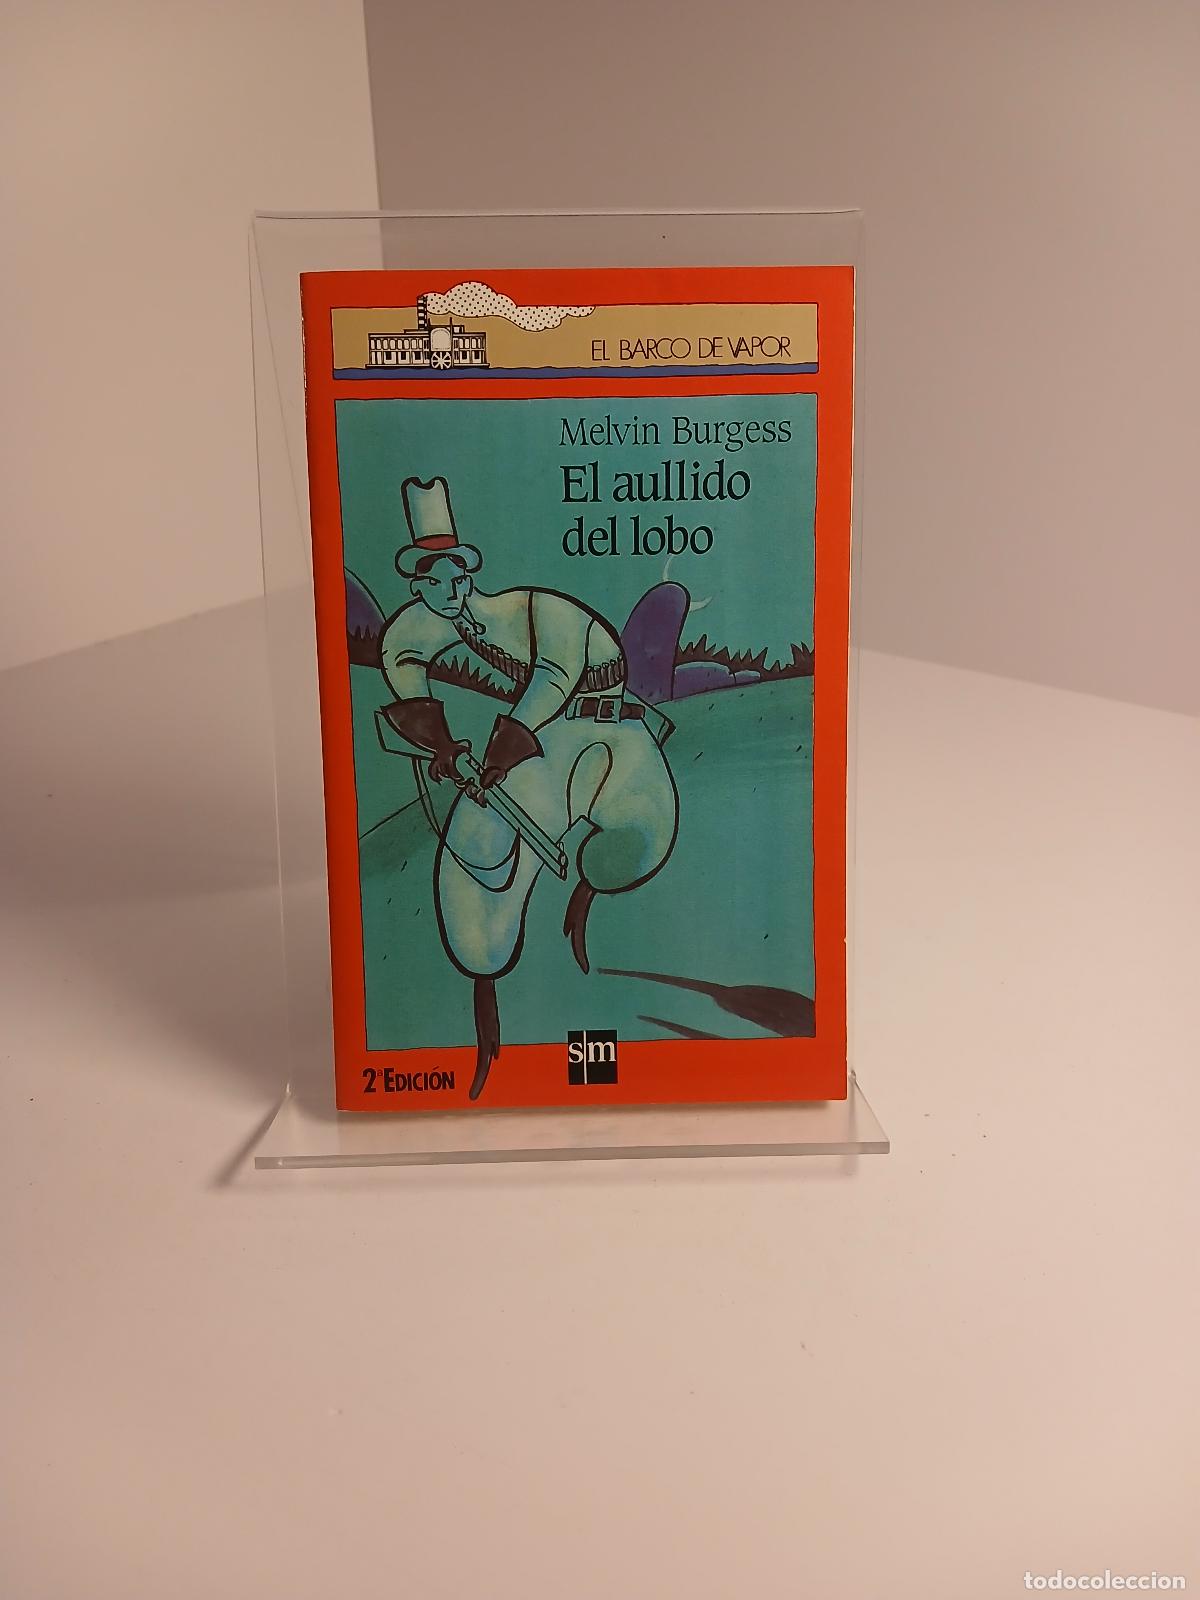 EL BARCO DE VAPOR
Melvin Burgess
El aullido
del lobo
sm
2ª EDICIÓN
todocoleccion